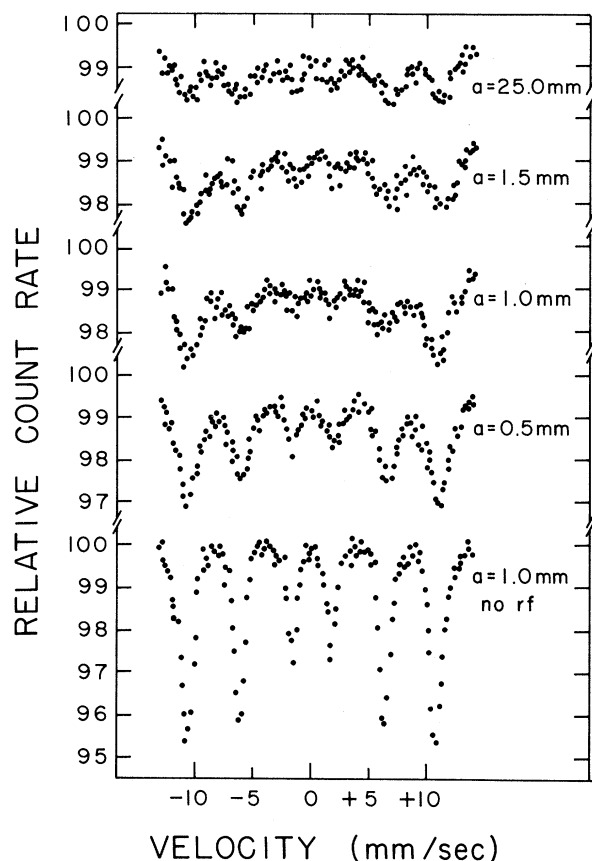 100
99
a=25.0mm
100
99
98
a=1.5mm
100
99
98
a=1.0mm
100
99
98
97
a=0.5mm
100
99
98
97
96
95
a=1.0mm
no rf
RELATIVE COUNT RATE
-10 -5 0 +5 +10
VELOCITY (mm/sec)